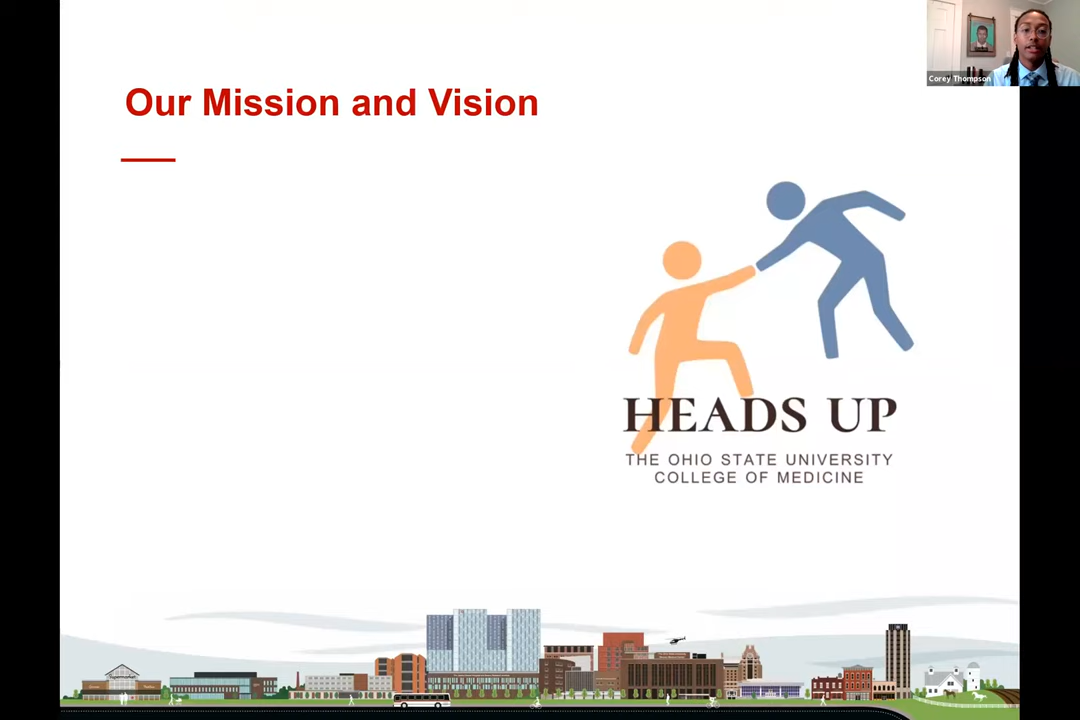 Corey Thompson
Our Mission and Vision
HEADS UP
THE OHIO STATE UNIVERSITY
COLLEGE OF MEDICINE